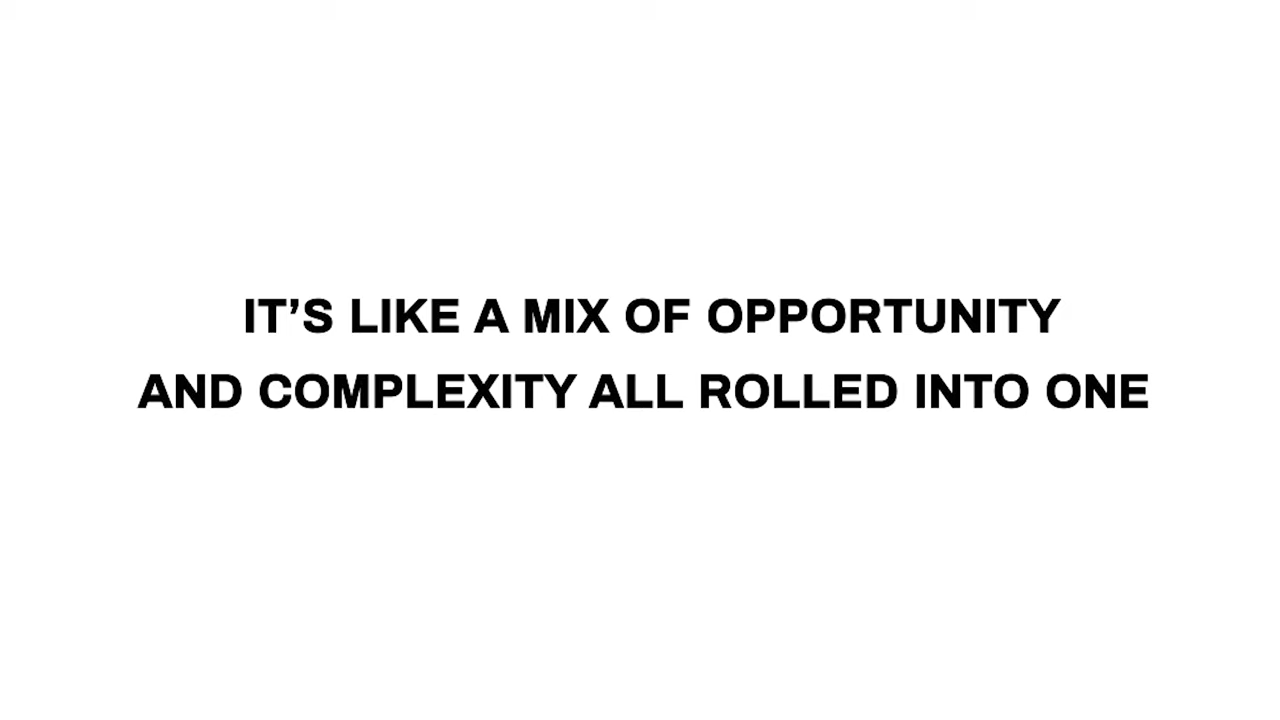 IT’S LIKE A MIX OF OPPORTUNITY
AND COMPLEXITY ALL ROLLED INTO ONE